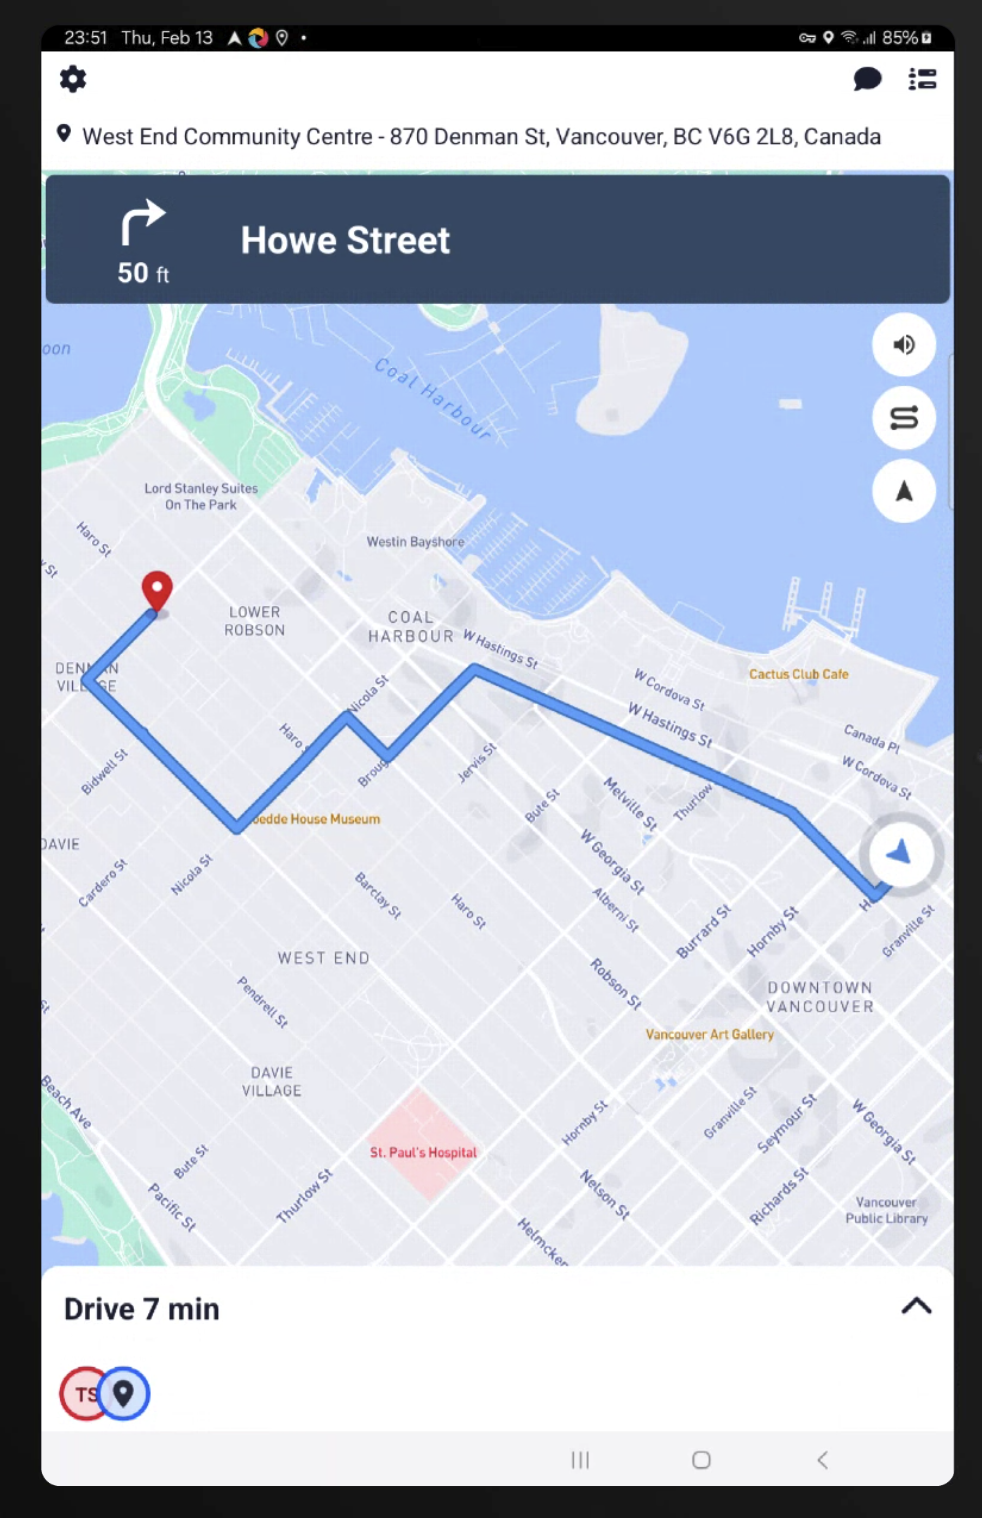 23:51 Thu, Feb 13
85%
West End Community Centre - 870 Denman St, Vancouver, BC V6G 2L8, Canada
Howe Street
50 ft
oon
Coal Harbour
Lord Stanley Suites
On The Park
Haro St
y St
Westin Bayshore
LOWER
ROBSON
COAL
HARBOUR
W Hastings St
DENMAN
VILLAGE
Cactus Club Cafe
W Cordova St
Nicola St
W Hastings St
Haro S
Canada Pl
W Cordova St
Bidwell St
Broug
Jervis St
Bute St
Melville St
Thurlow
oedde House Museum
DAVIE
Cardero St
Nicola St
W Georgia St
Barclay St
Haro St
Alberni St
Burrard St
Hornby St
H
Granville St
WEST END
Pendrell St
Robson St
DOWNTOWN
VANCOUVER
St
Vancouver Art Gallery
DAVIE
VILLAGE
Beach Ave
Hornby St
Granville St
Seymour St
W Georgia St
Bute St
St. Paul's Hospital
Pacific St
Thurlow St
Nelson St
Richards St
Vancouver
Public Library
Helmcken
Drive 7 min
TS